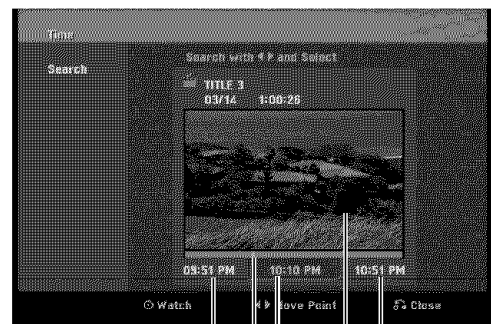 Time
Search with ◀ ▶ and Select
Search
TITLE 3
03/14 1:00:26
09:51 PM 10:10 PM 10:51 PM
⊙ Watch ◀ ▶ Move Point Close